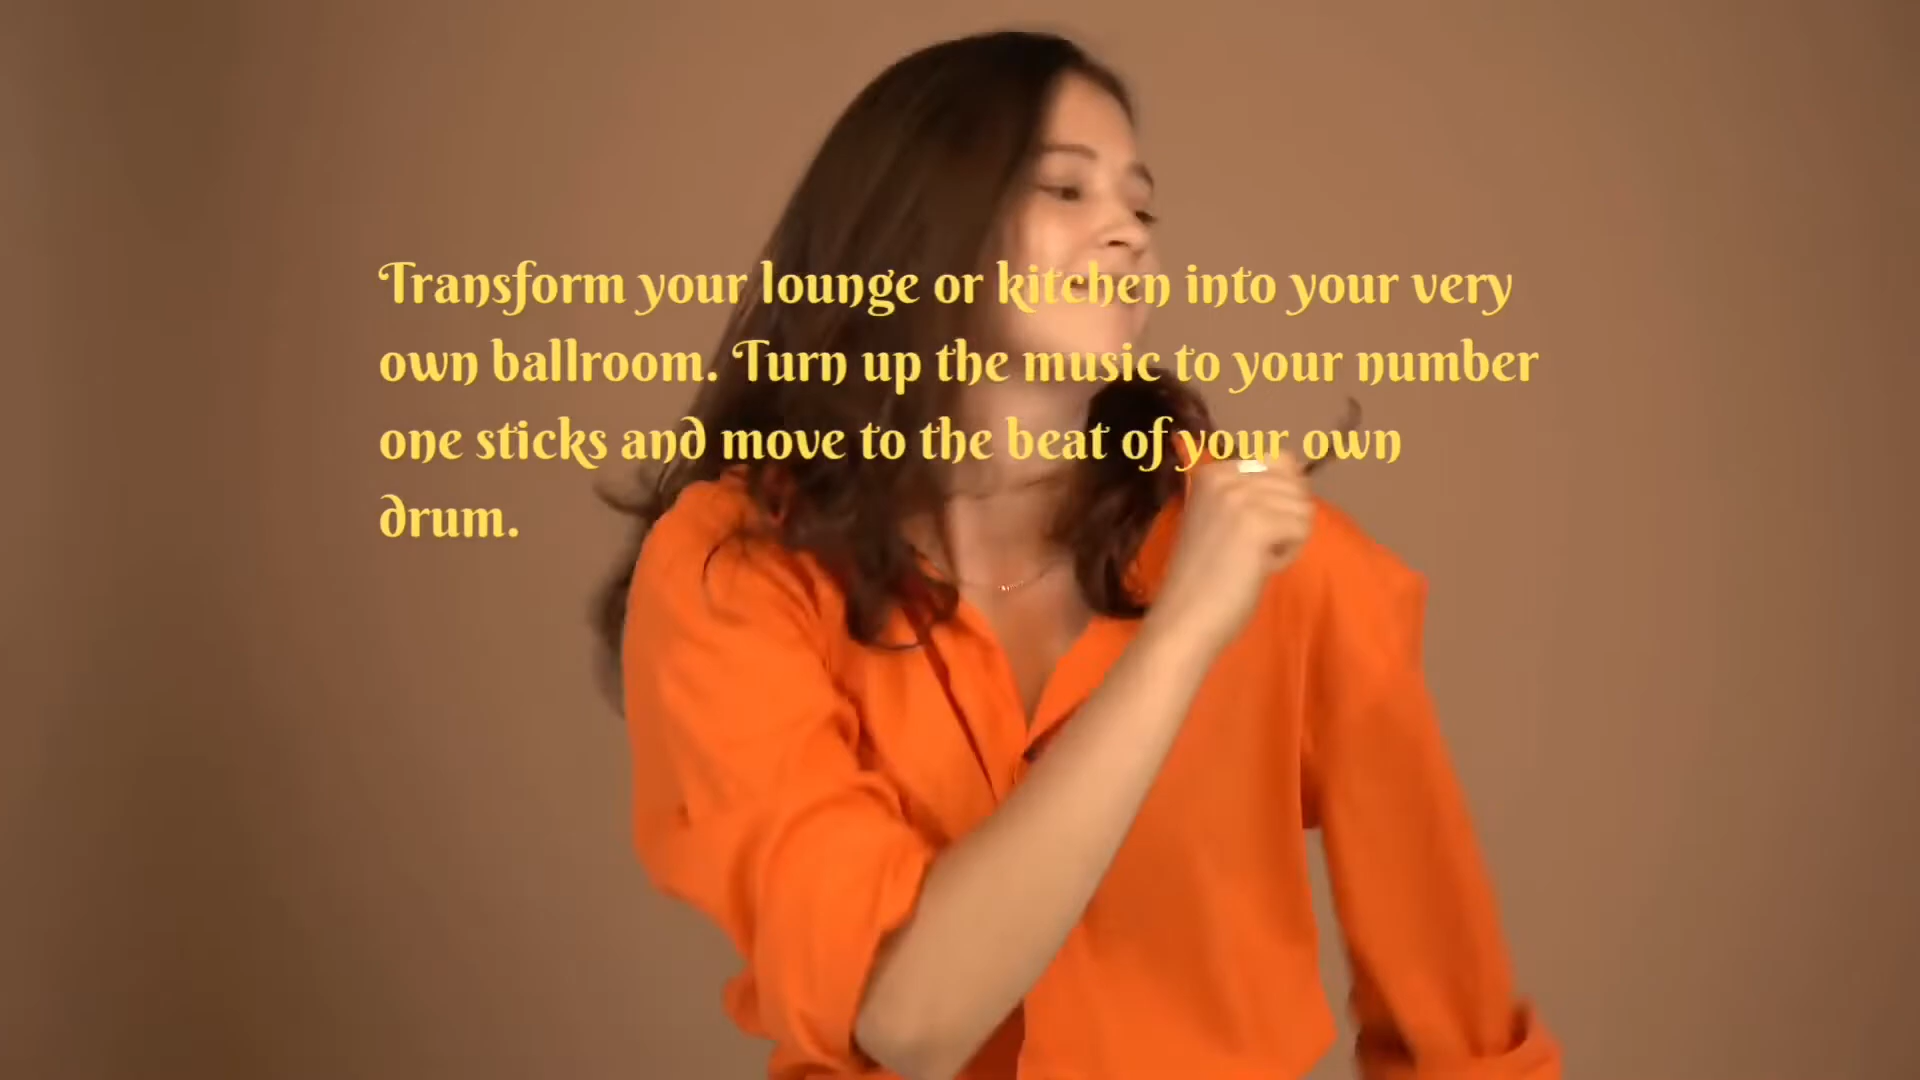 Transform your lounge or kitchen into your very
own ballroom. Turn up the music to your number
one sticks and move to the beat of your own
drum.